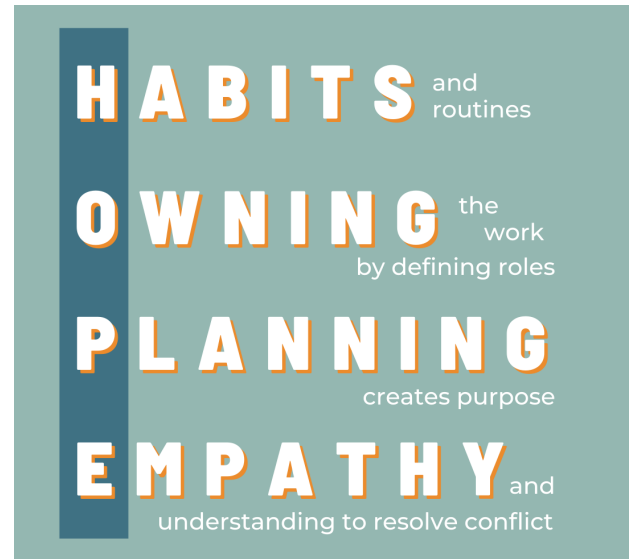 HABITS and
routines
OWNING the
work
by defining roles
PLANNING
creates purpose
EMPATHY and
understanding to resolve conflict